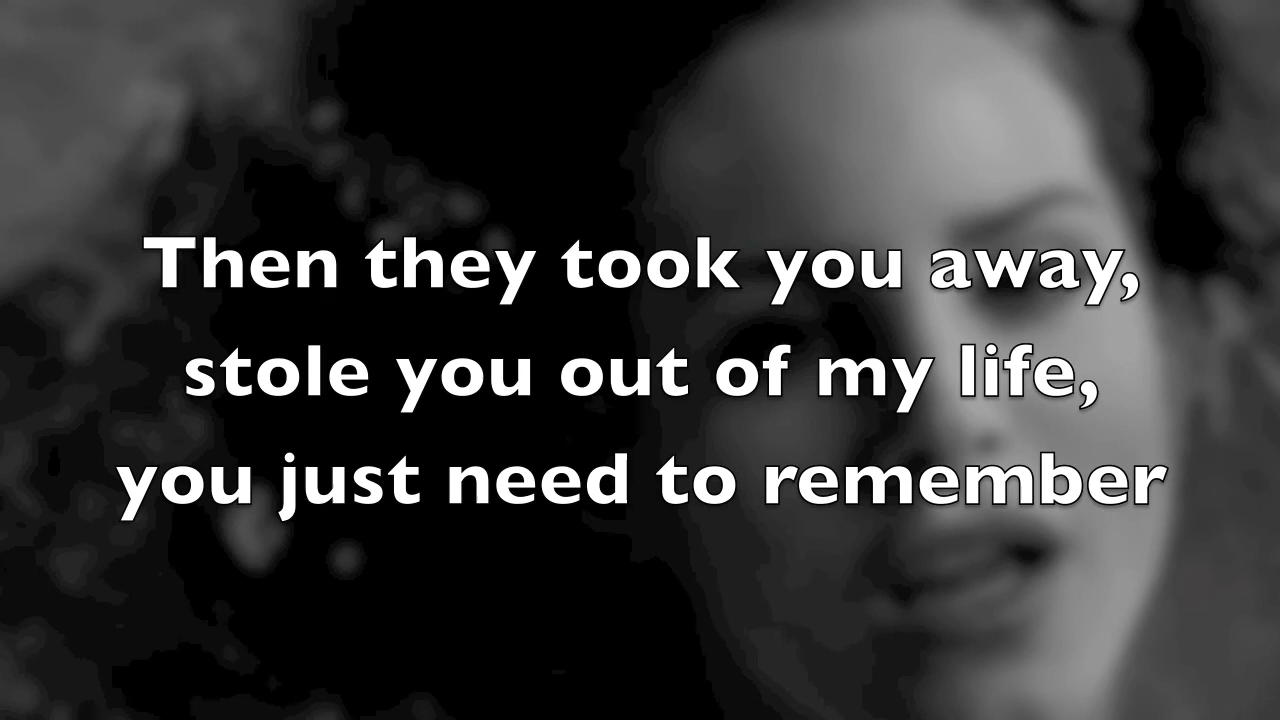 Then they took you away,
stole you out of my life,
you just need to remember